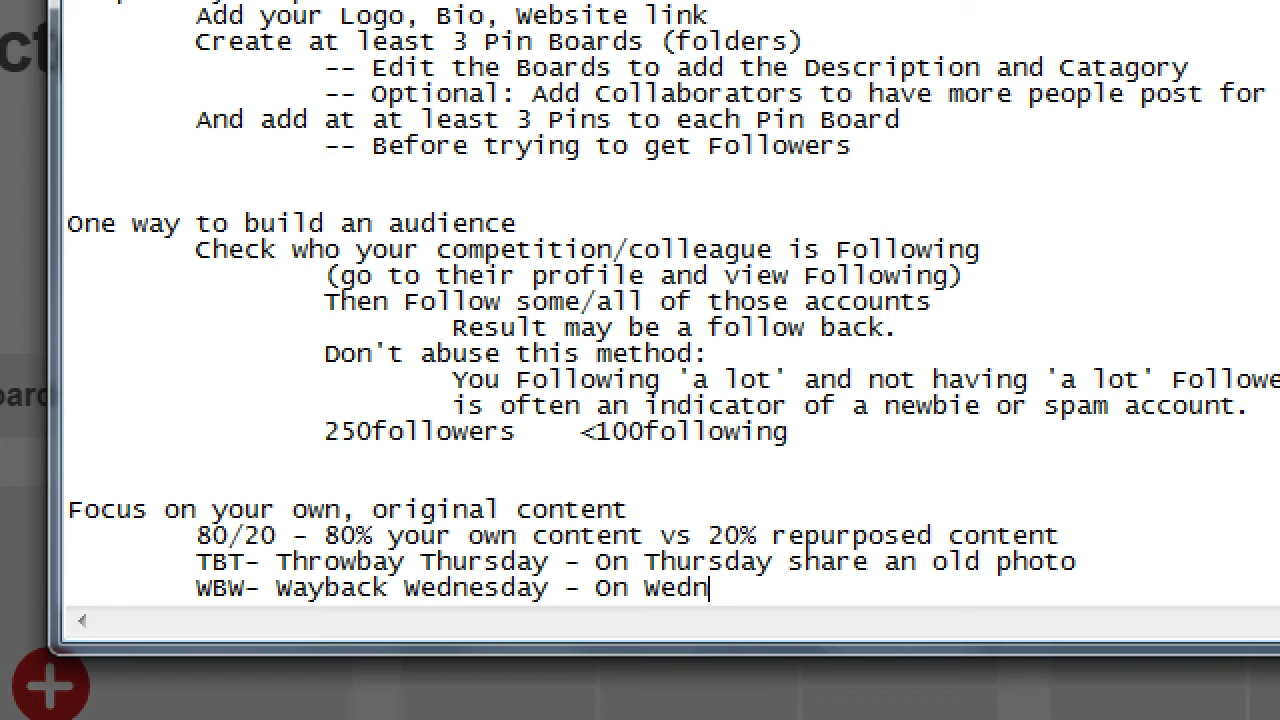 Add your Logo, Bio, Website link
Create at least 3 Pin Boards (folders)
-- Edit the Boards to add the Description and Catagory
-- Optional: Add Collaborators to have more people post for
And add at at least 3 Pins to each Pin Board
-- Before trying to get Followers
One way to build an audience
Check who your competition/colleague is Following
(go to their profile and view Following)
Then Follow some/all of those accounts
Result may be a follow back.
Don't abuse this method:
You Following 'a lot' and not having 'a lot' Followe
is often an indicator of a newbie or spam account.
250followers <100following
Focus on your own, original content
80/20 - 80% your own content vs 20% repurposed content
TBT- Throwbay Thursday - On Thursday share an old photo
WBW- Wayback Wednesday - On Wedn